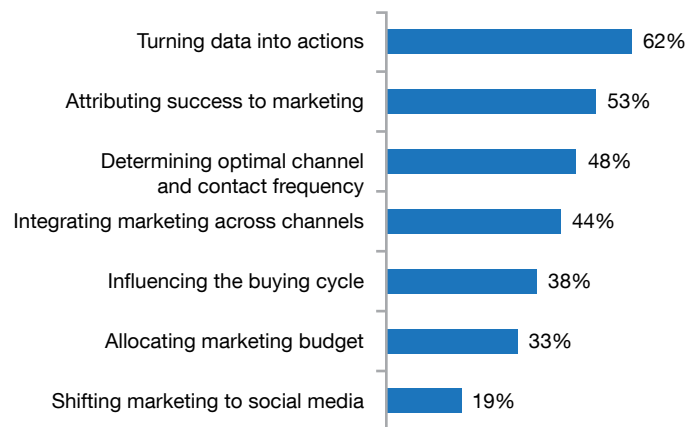 Turning data into actions 62%
Attributing success to marketing 53%
Determining optimal channel
and contact frequency 48%
Integrating marketing across channels 44%
Influencing the buying cycle 38%
Allocating marketing budget 33%
Shifting marketing to social media 19%